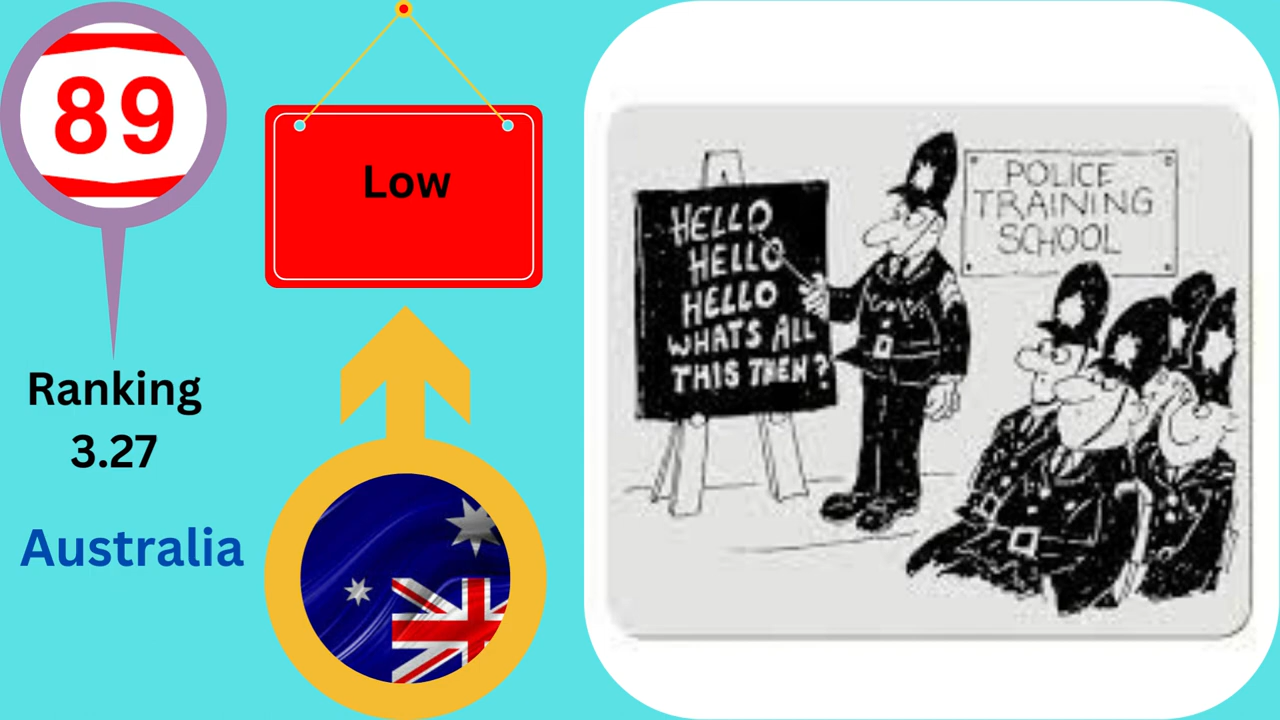 89
Low
Ranking
3.27
Australia
HELLO
HELLO
HELLO
WHATS ALL
THIS THEN?
POLICE
TRAINING
SCHOOL